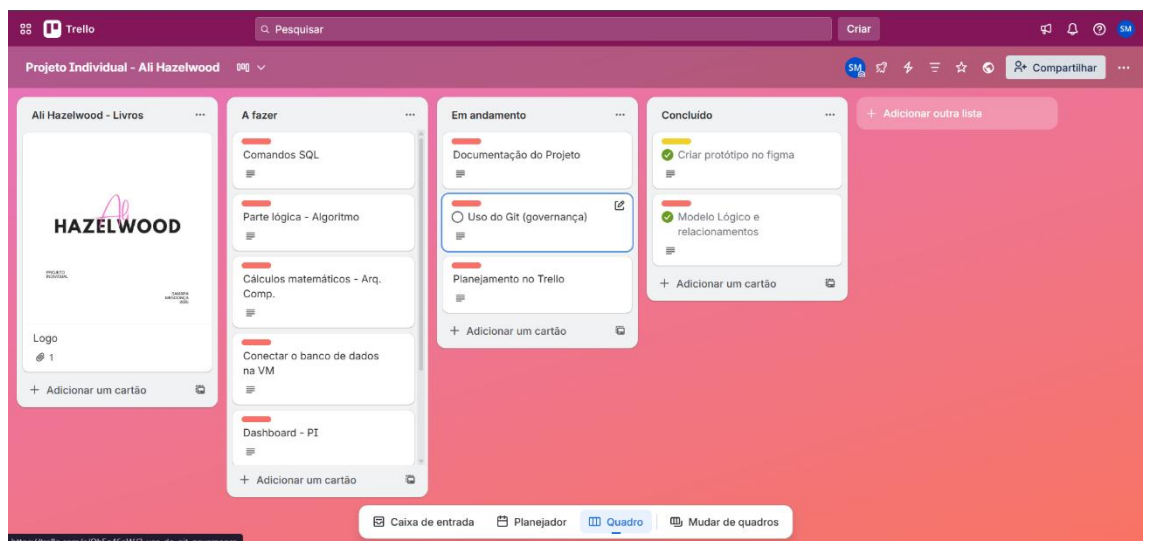 Trello
Pesquisar
Criar
SM
Projeto Individual - Ali Hazelwood
SM
Compartilhar
Ali Hazelwood - Livros
Al
HAZELWOOD
PROJETO
INDIVIDUAL
Logo
1
+ Adicionar um cartão
A fazer
Comandos SQL
Parte lógica - Algoritmo
Cálculos matemáticos - Arq.
Comp.
Conectar o banco de dados
na VM
Dashboard - PI
+ Adicionar um cartão
Em andamento
Documentação do Projeto
Uso do Git (governança)
Planejamento no Trello
+ Adicionar um cartão
Concluído
Criar protótipo no figma
Modelo Lógico e
relacionamentos
+ Adicionar um cartão
+ Adicionar outra lista
Caixa de entrada
Planejador
Quadro
Mudar de quadros